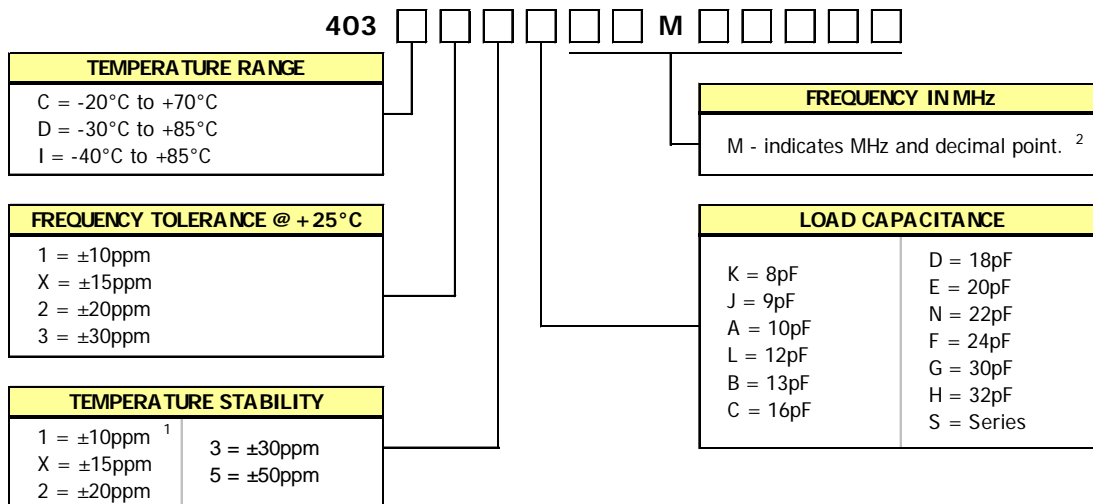 403 M
TEMPERATURE RANGE
C = -20°C to +70°C
D = -30°C to +85°C
I = -40°C to +85°C
FREQUENCY IN MHz
M - indicates MHz and decimal point. 2
FREQUENCY TOLERANCE @ +25°C
1 = ±10ppm
X = ±15ppm
2 = ±20ppm
3 = ±30ppm
LOAD CAPACITANCE
K = 8pF
J = 9pF
A = 10pF
L = 12pF
B = 13pF
C = 16pF
D = 18pF
E = 20pF
N = 22pF
F = 24pF
G = 30pF
H = 32pF
S = Series
TEMPERATURE STABILITY
1 = ±10ppm 1
X = ±15ppm
2 = ±20ppm
3 = ±30ppm
5 = ±50ppm